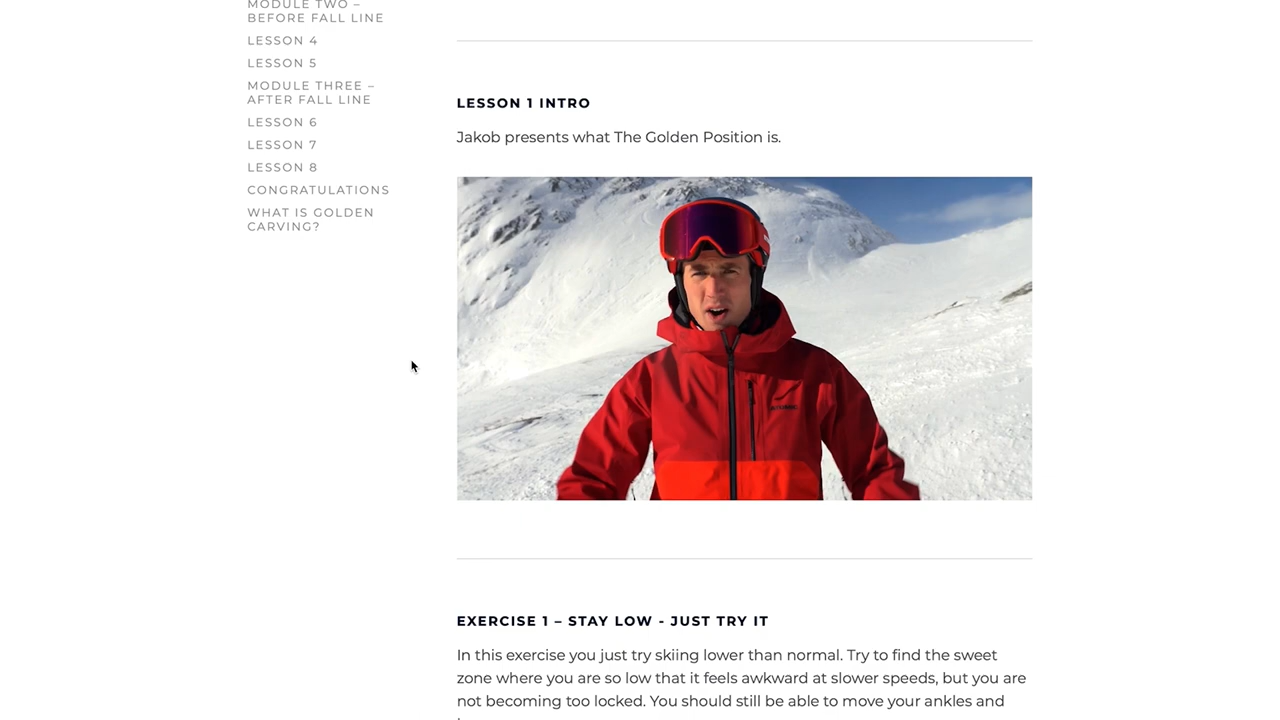 MODULE TWO –
BEFORE FALL LINE
LESSON 4
LESSON 5
MODULE THREE –
AFTER FALL LINE
LESSON 6
LESSON 7
LESSON 8
CONGRATULATIONS
WHAT IS GOLDEN
CARVING?
LESSON 1 INTRO
Jakob presents what The Golden Position is.
EXERCISE 1 – STAY LOW - JUST TRY IT
In this exercise you just try skiing lower than normal. Try to find the sweet
zone where you are so low that it feels awkward at slower speeds, but you are
not becoming too locked. You should still be able to move your ankles and